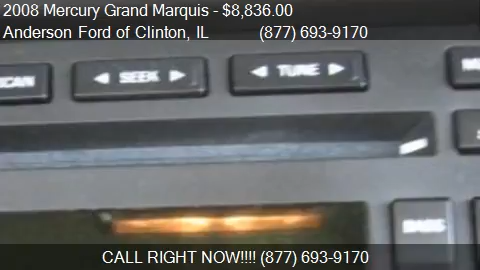 2008 Mercury Grand Marquis - $8,836.00
Anderson Ford of Clinton, IL (877) 693-9170
SCAN
◄ SEEK ►
◄ TUNE ►
BASS
CALL RIGHT NOW!!!! (877) 693-9170